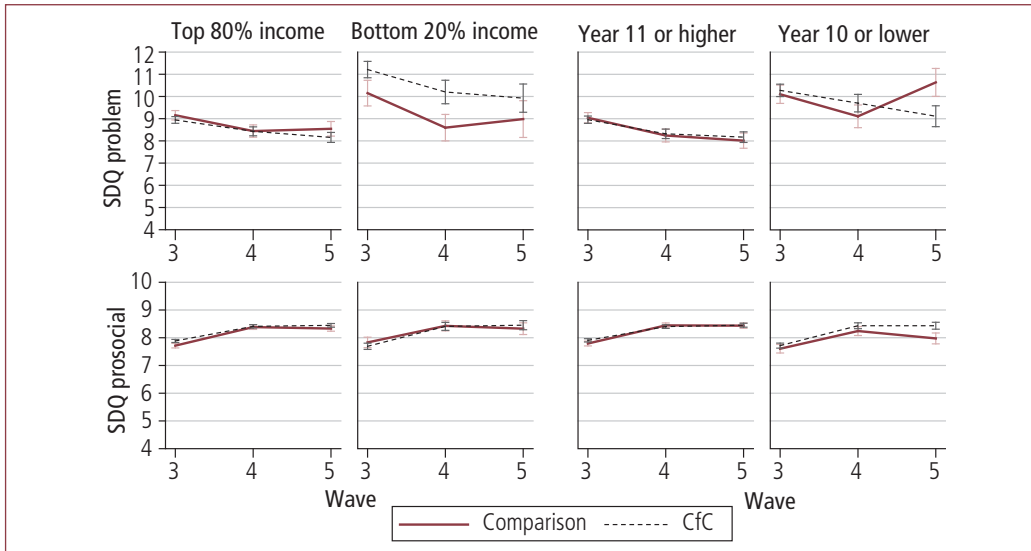 Top 80% income Bottom 20% income Year 11 or higher Year 10 or lower
SDQ problem
12
11
10
9
8
7
6
5
4
3 4 5 3 4 5 3 4 5 3 4 5
SDQ prosocial
10
9
8
7
6
5
4
3 4 5 3 4 5 3 4 5 3 4 5
Wave Wave
Comparison CfC